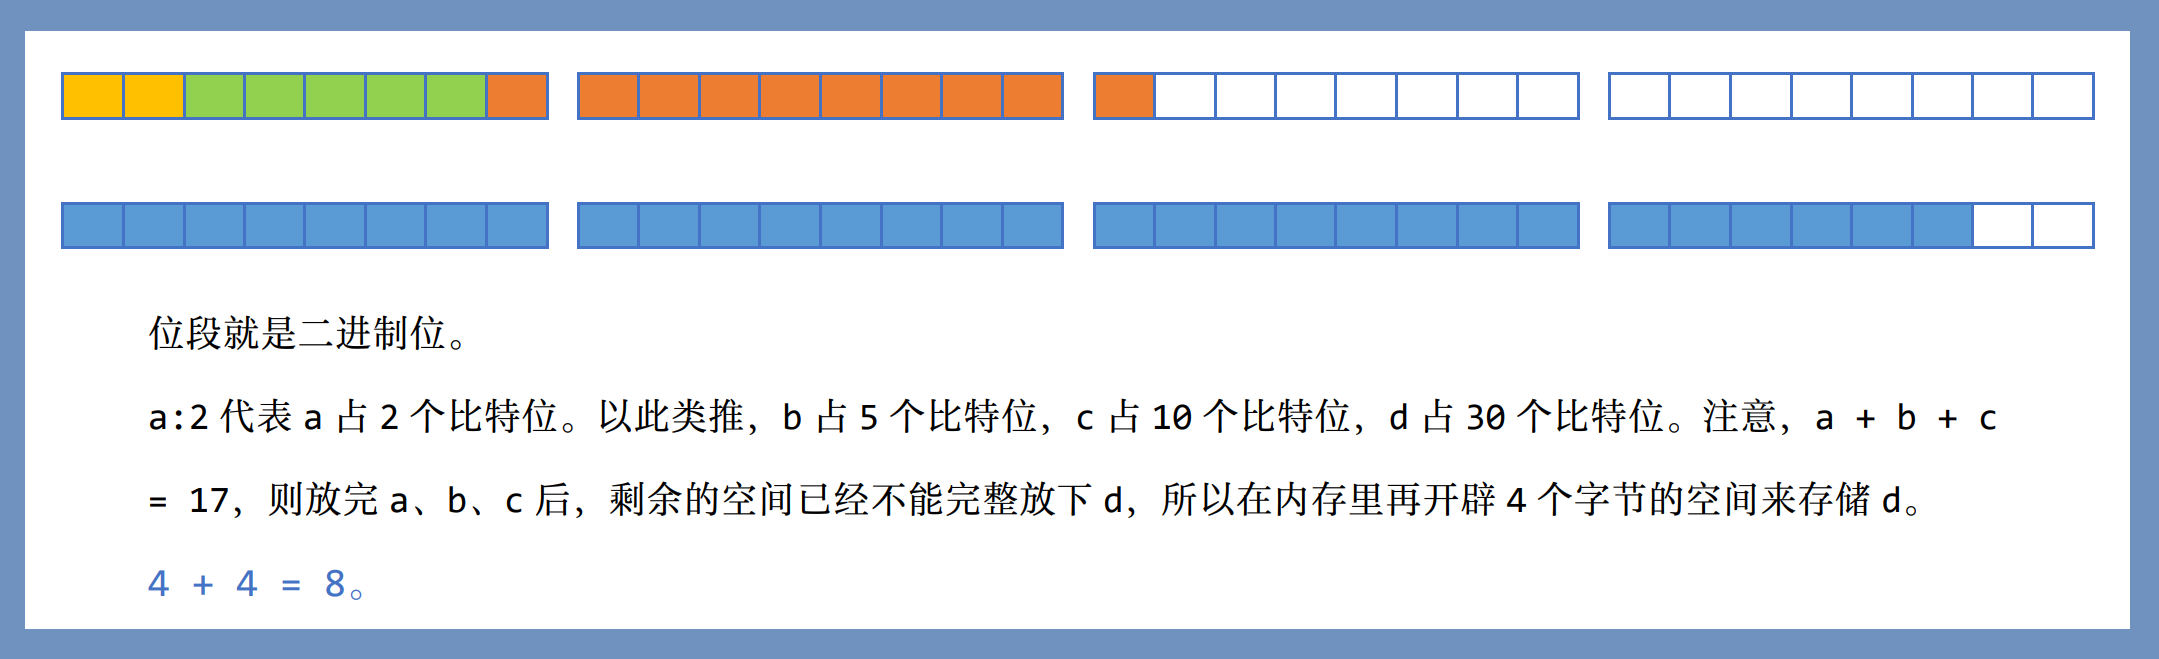 位段就是二进制位。
a:2 代表 a 占 2 个比特位。以此类推，b 占 5 个比特位，c 占 10 个比特位，d 占 30 个比特位。注意，a + b + c
= 17，则放完 a、b、c 后，剩余的空间已经不能完整放下 d，所以在内存里再开辟 4 个字节的空间来存储 d。
4 + 4 = 8。